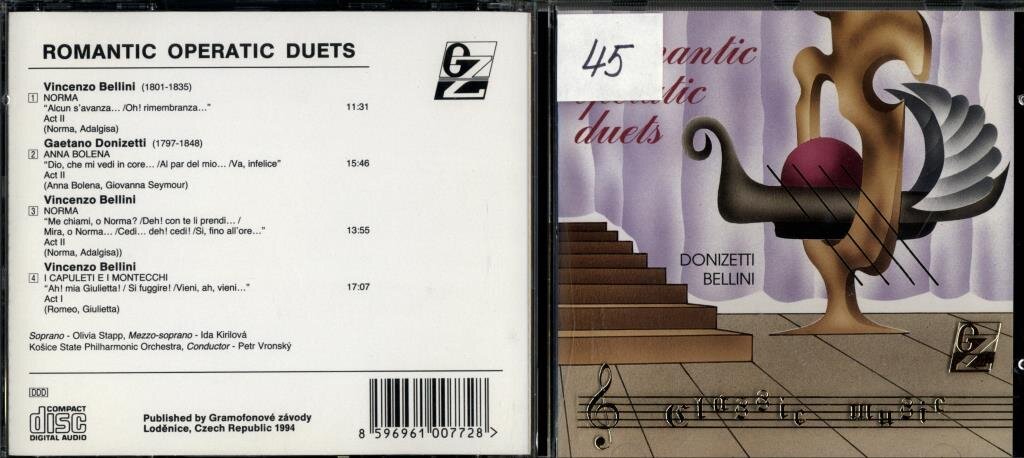 ROMANTIC OPERATIC DUETS
GZ
Vincenzo Bellini (1801-1835)
1 NORMA
"Alcun s'avanza... /Oh! rimembranza..." 11:31
Act II
(Norma, Adalgisa)
Gaetano Donizetti (1797-1848)
2 ANNA BOLENA
"Dio, che mi vedi in core... /Al par del mio... /Va, infelice" 15:46
Act II
(Anna Bolena, Giovanna Seymour)
Vincenzo Bellini
3 NORMA
"Me chiami, o Norma? /Deh! con te li prendi... /
Mira, o Norma... /Cedi... deh! cedi! /Si, fino all'ore..." 13:55
Act II
(Norma, Adalgisa))
Vincenzo Bellini
4 I CAPULETI E I MONTECCHI
"Ah! mia Giulietta! / Si fuggire! /Vieni, ah, vieni..." 17:07
Act I
(Romeo, Giulietta)
Soprano - Olivia Stapp, Mezzo-soprano - Ida Kirilová
Košice State Philharmonic Orchestra, Conductor - Petr Vronský
DDD
COMPACT
disc
DIGITAL AUDIO
Published by Gramofonové závody
Loděnice, Czech Republic 1994
8 596961 007728 >
45
mantic
duets
DONIZETTI
BELLINI
GZ
Classic music